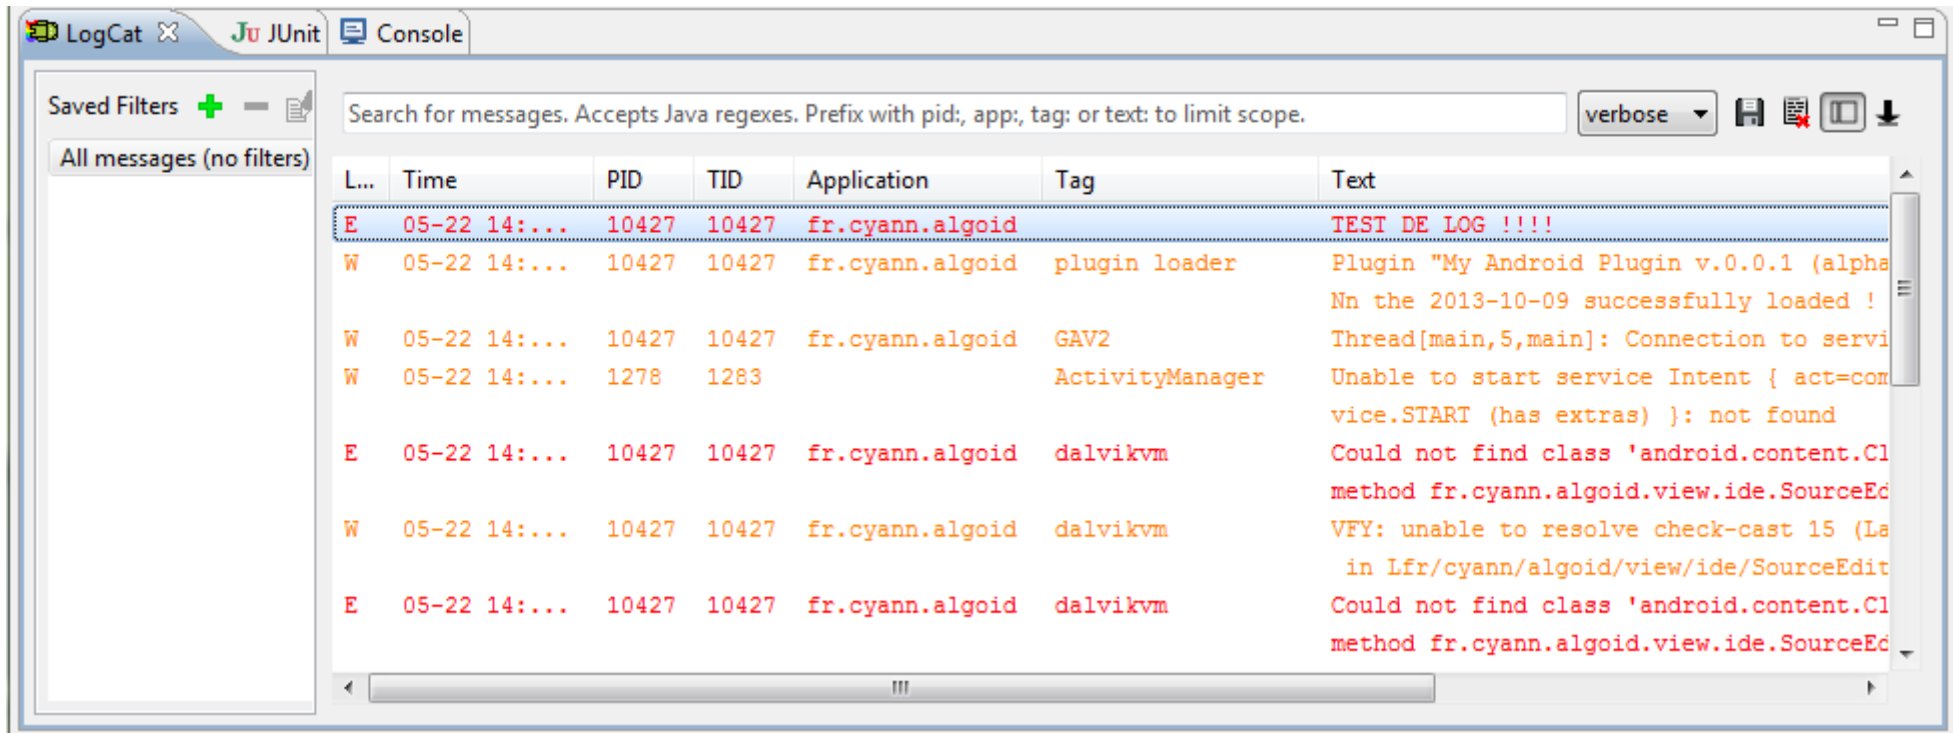 LogCat JUnit Console
Saved Filters
All messages (no filters)
Search for messages. Accepts Java regexes. Prefix with pid:, app:, tag: or text: to limit scope.
verbose
L... Time PID TID Application Tag Text
E 05-22 14:... 10427 10427 fr.cyann.algoid TEST DE LOG !!!!
W 05-22 14:... 10427 10427 fr.cyann.algoid plugin loader Plugin "My Android Plugin v.0.0.1 (alpha
Nn the 2013-10-09 successfully loaded !
W 05-22 14:... 10427 10427 fr.cyann.algoid GAV2 Thread[main,5,main]: Connection to servi
W 05-22 14:... 1278 1283 ActivityManager Unable to start service Intent { act=com
vice.START (has extras) }: not found
E 05-22 14:... 10427 10427 fr.cyann.algoid dalvikvm Could not find class 'android.content.Cl
method fr.cyann.algoid.view.ide.SourceEd
W 05-22 14:... 10427 10427 fr.cyann.algoid dalvikvm VFY: unable to resolve check-cast 15 (La
in Lfr/cyann/algoid/view/ide/SourceEdit
E 05-22 14:... 10427 10427 fr.cyann.algoid dalvikvm Could not find class 'android.content.Cl
method fr.cyann.algoid.view.ide.SourceEd